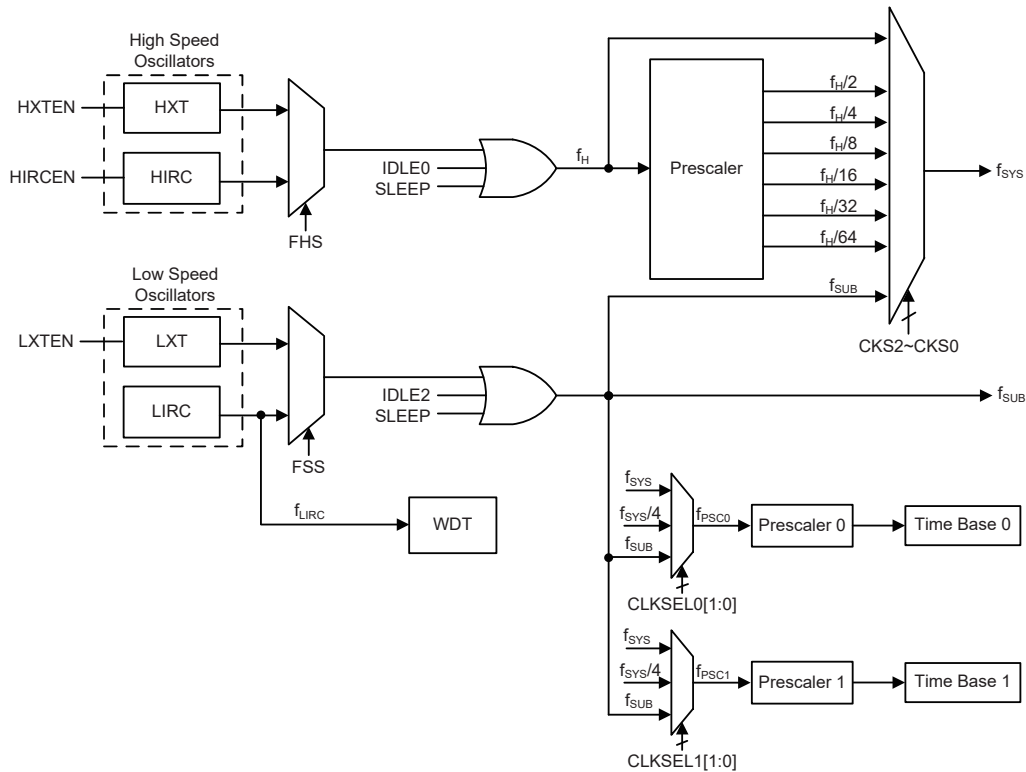 High Speed
Oscillators
HXTEN
HXT
HIRCEN
HIRC
FHS
IDLE0
SLEEP
fH
Prescaler
fH/2
fH/4
fH/8
fH/16
fH/32
fH/64
fSUB
CKS2~CKS0
fSYS
Low Speed
Oscillators
LXTEN
LXT
LIRC
FSS
IDLE2
SLEEP
fSUB
fLIRC
WDT
fSYS
fSYS/4
fSUB
fPSC0
CLKSEL0[1:0]
Prescaler 0
Time Base 0
fSYS
fSYS/4
fSUB
fPSC1
CLKSEL1[1:0]
Prescaler 1
Time Base 1